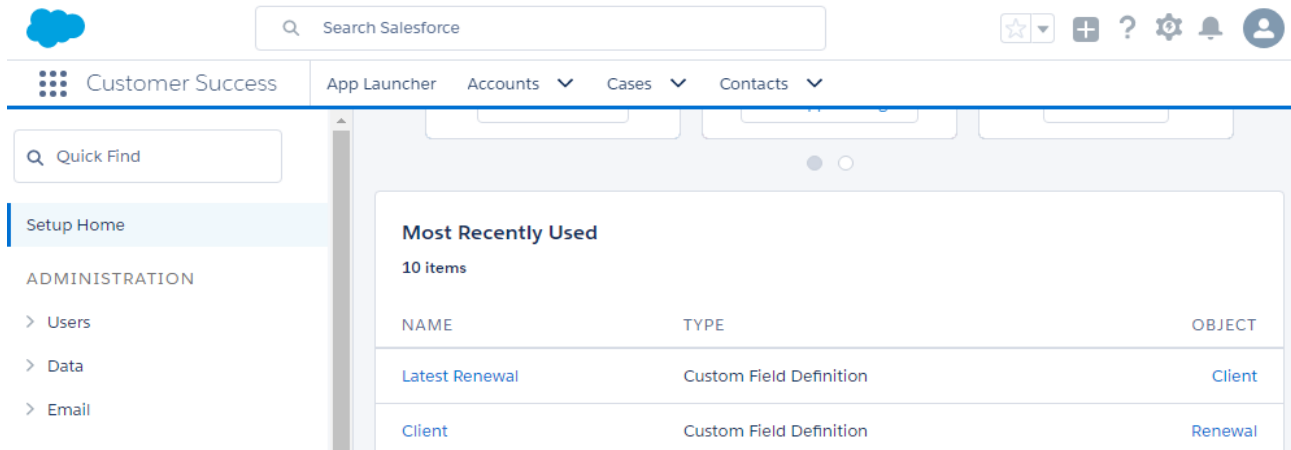 Search Salesforce
Customer Success App Launcher Accounts Cases Contacts
Quick Find
Setup Home
ADMINISTRATION
Users
Data
Email
Most Recently Used
10 items
NAME TYPE OBJECT
Latest Renewal Custom Field Definition Client
Client Custom Field Definition Renewal